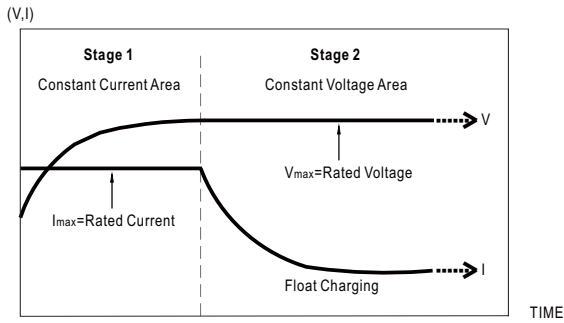 (V,I)
Stage 1
Stage 2
Constant Current Area
Constant Voltage Area
V
Vmax=Rated Voltage
Imax=Rated Current
I
Float Charging
TIME